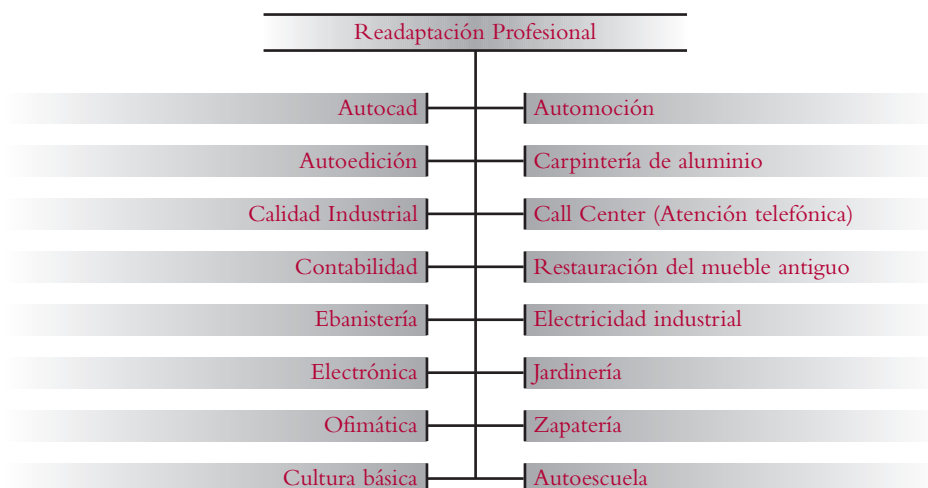 Readaptación Profesional
Autocad
Automoción
Autoedición
Carpintería de aluminio
Calidad Industrial
Call Center (Atención telefónica)
Contabilidad
Restauración del mueble antiguo
Ebanistería
Electricidad industrial
Electrónica
Jardinería
Ofimática
Zapatería
Cultura básica
Autoescuela